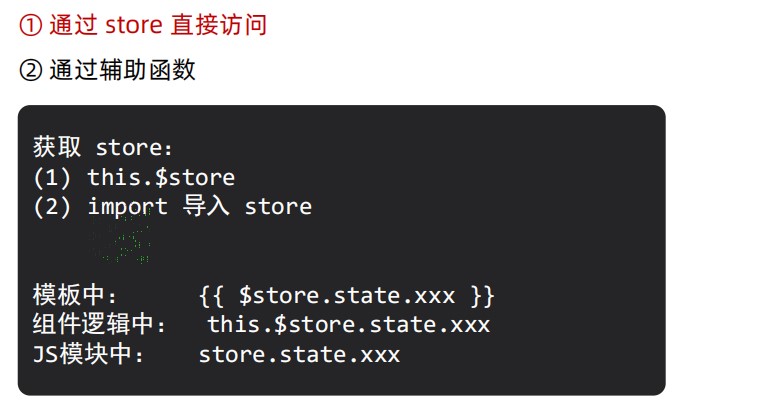 ① 通过 store 直接访问
② 通过辅助函数
获取 store：
(1) this.$store
(2) import 导入 store
模板中：     {{ $store.state.xxx }}
组件逻辑中：  this.$store.state.xxx
JS模块中：   store.state.xxx